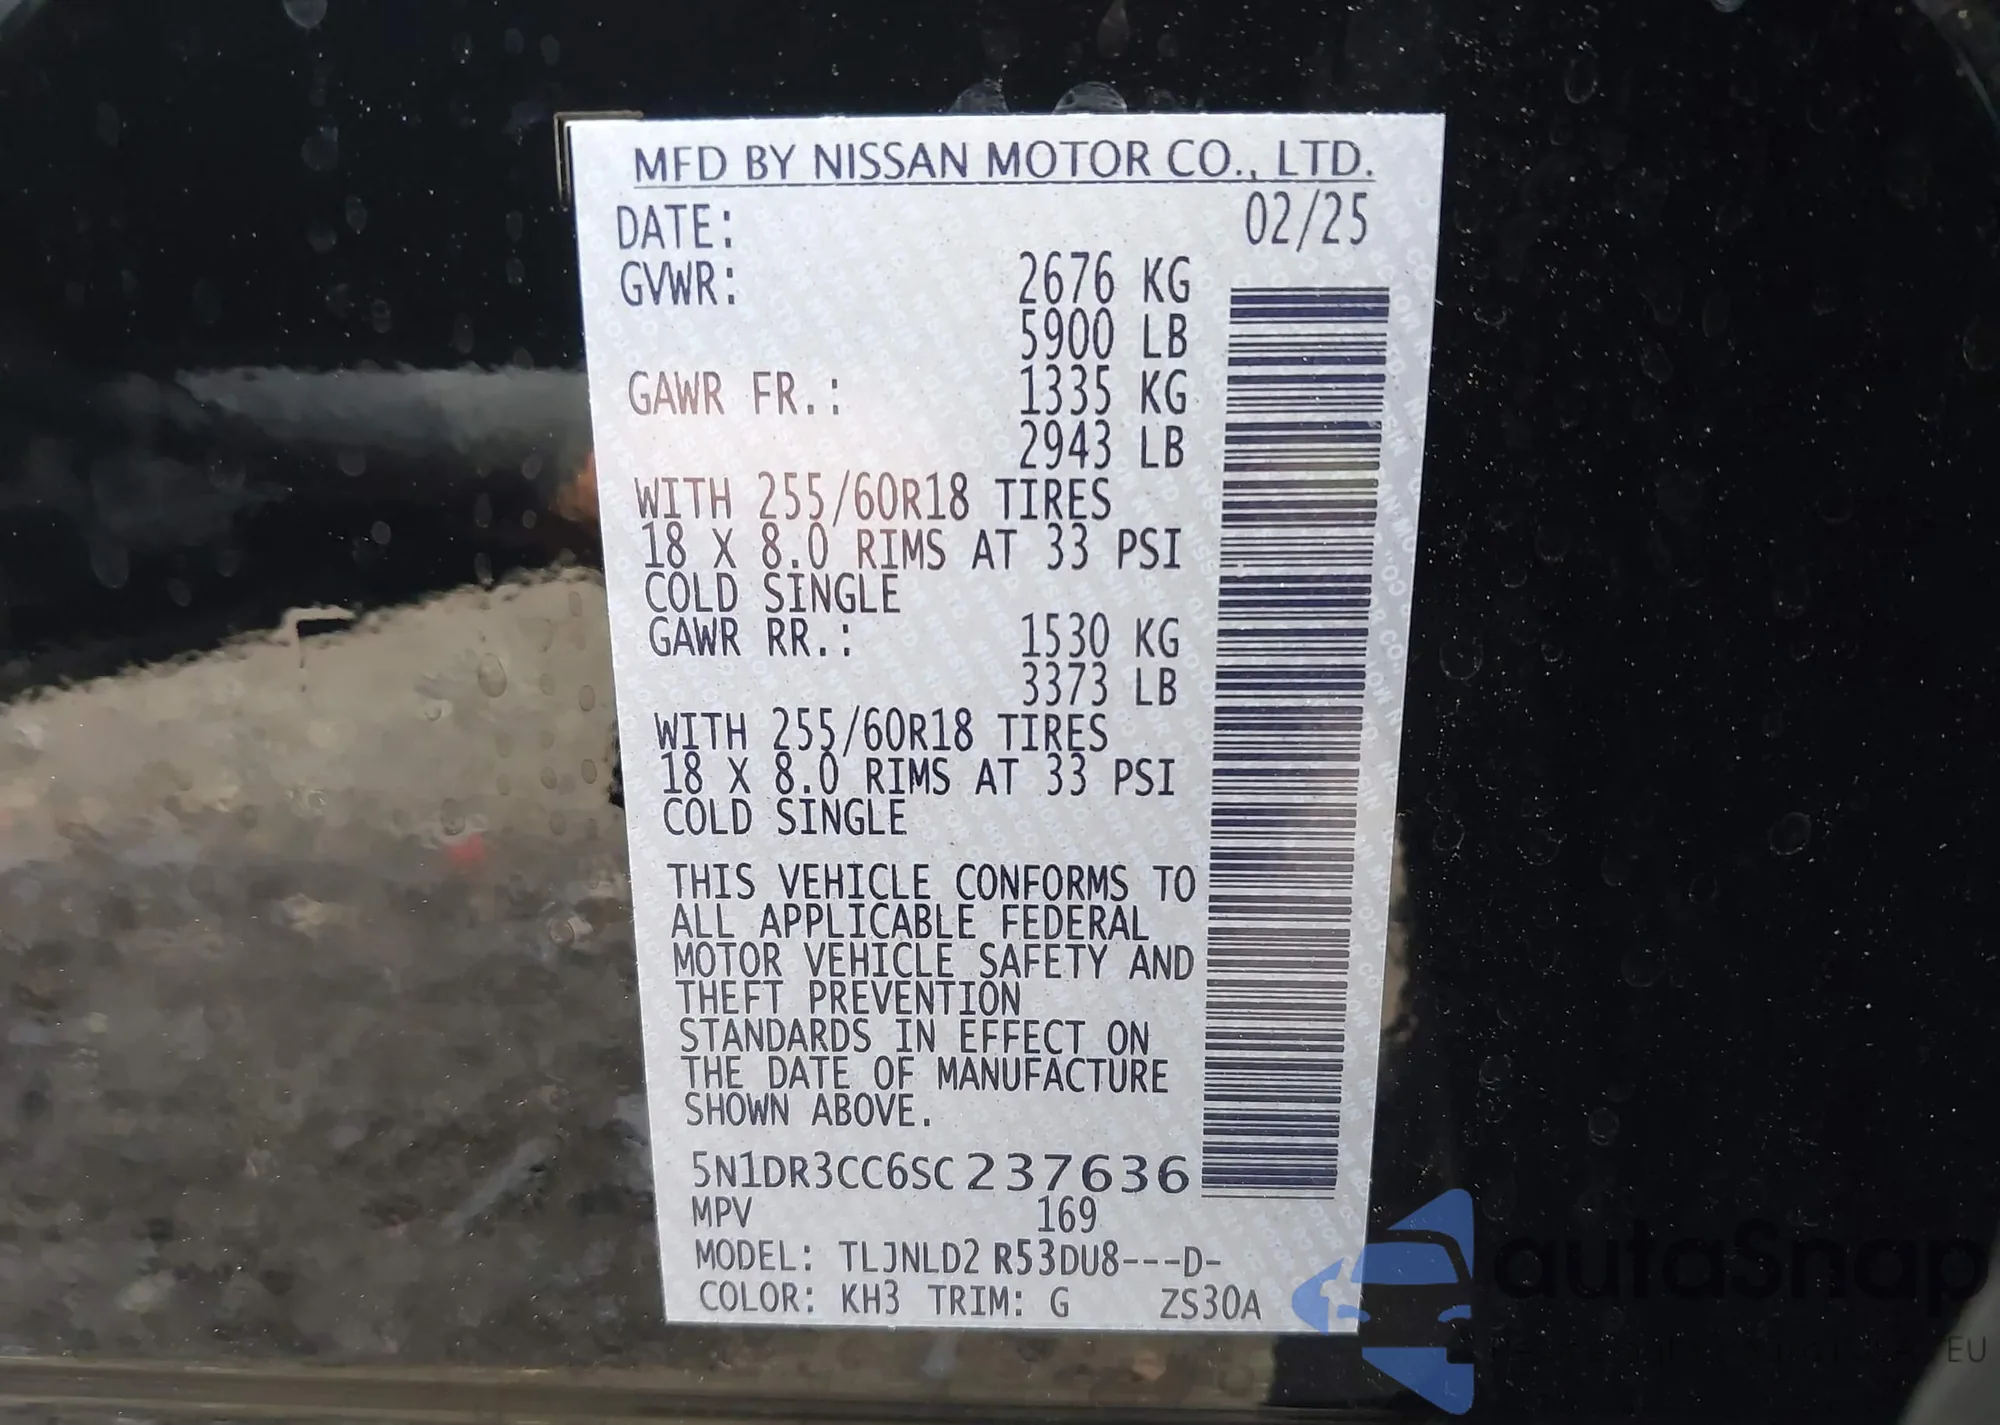 MFD BY NISSAN MOTOR CO., LTD.
DATE: 02/25
GVWR: 2676 KG
5900 LB
GAWR FR.: 1335 KG
2943 LB
WITH 255/60R18 TIRES
18 X 8.0 RIMS AT 33 PSI
COLD SINGLE
GAWR RR.: 1530 KG
3373 LB
WITH 255/60R18 TIRES
18 X 8.0 RIMS AT 33 PSI
COLD SINGLE
THIS VEHICLE CONFORMS TO
ALL APPLICABLE FEDERAL
MOTOR VEHICLE SAFETY AND
THEFT PREVENTION
STANDARDS IN EFFECT ON
THE DATE OF MANUFACTURE
SHOWN ABOVE.
5N1DR3CC6SC237636
MPV 169
MODEL: TLJNLD2 R53DU8---D-
COLOR: KH3 TRIM: G ZS30A
autaSnap
EU